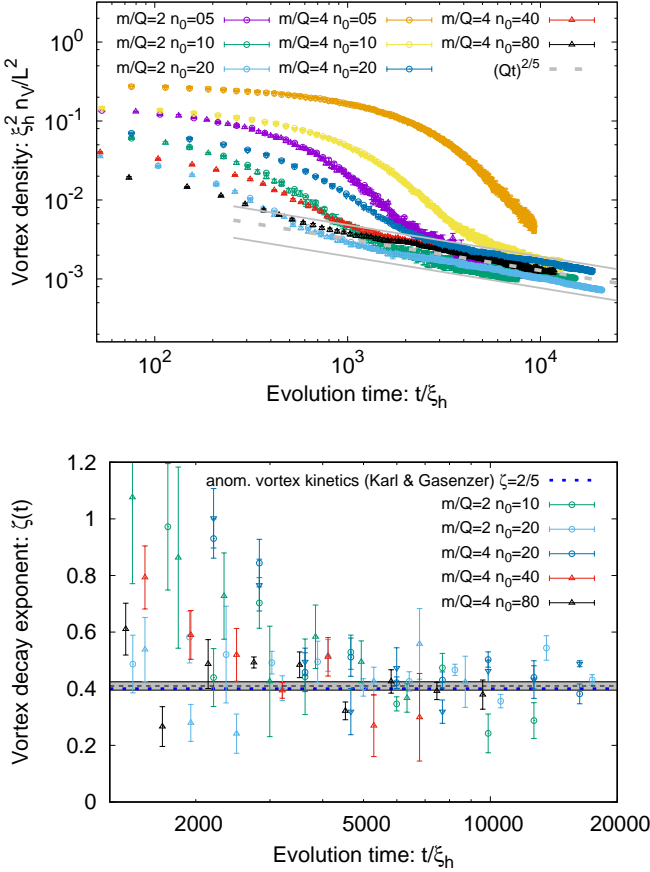 m/Q=2 n₀=05 m/Q=4 n₀=05 m/Q=4 n₀=40
m/Q=2 n₀=10 m/Q=4 n₀=10 m/Q=4 n₀=80
m/Q=2 n₀=20 m/Q=4 n₀=20 (Qt)^2/5
10⁰
10⁻¹
10⁻²
10⁻³
Vortex density: ξₕ² nᵥ/L²
10² 10³ 10⁴
Evolution time: t/ξₕ
anom. vortex kinetics (Karl & Gasenzer) ζ=2/5
m/Q=2 n₀=10
m/Q=2 n₀=20
m/Q=4 n₀=20
m/Q=4 n₀=40
m/Q=4 n₀=80
1.2
1
0.8
0.6
0.4
0.2
0
Vortex decay exponent: ζ(t)
2000 5000 10000 20000
Evolution time: t/ξₕ